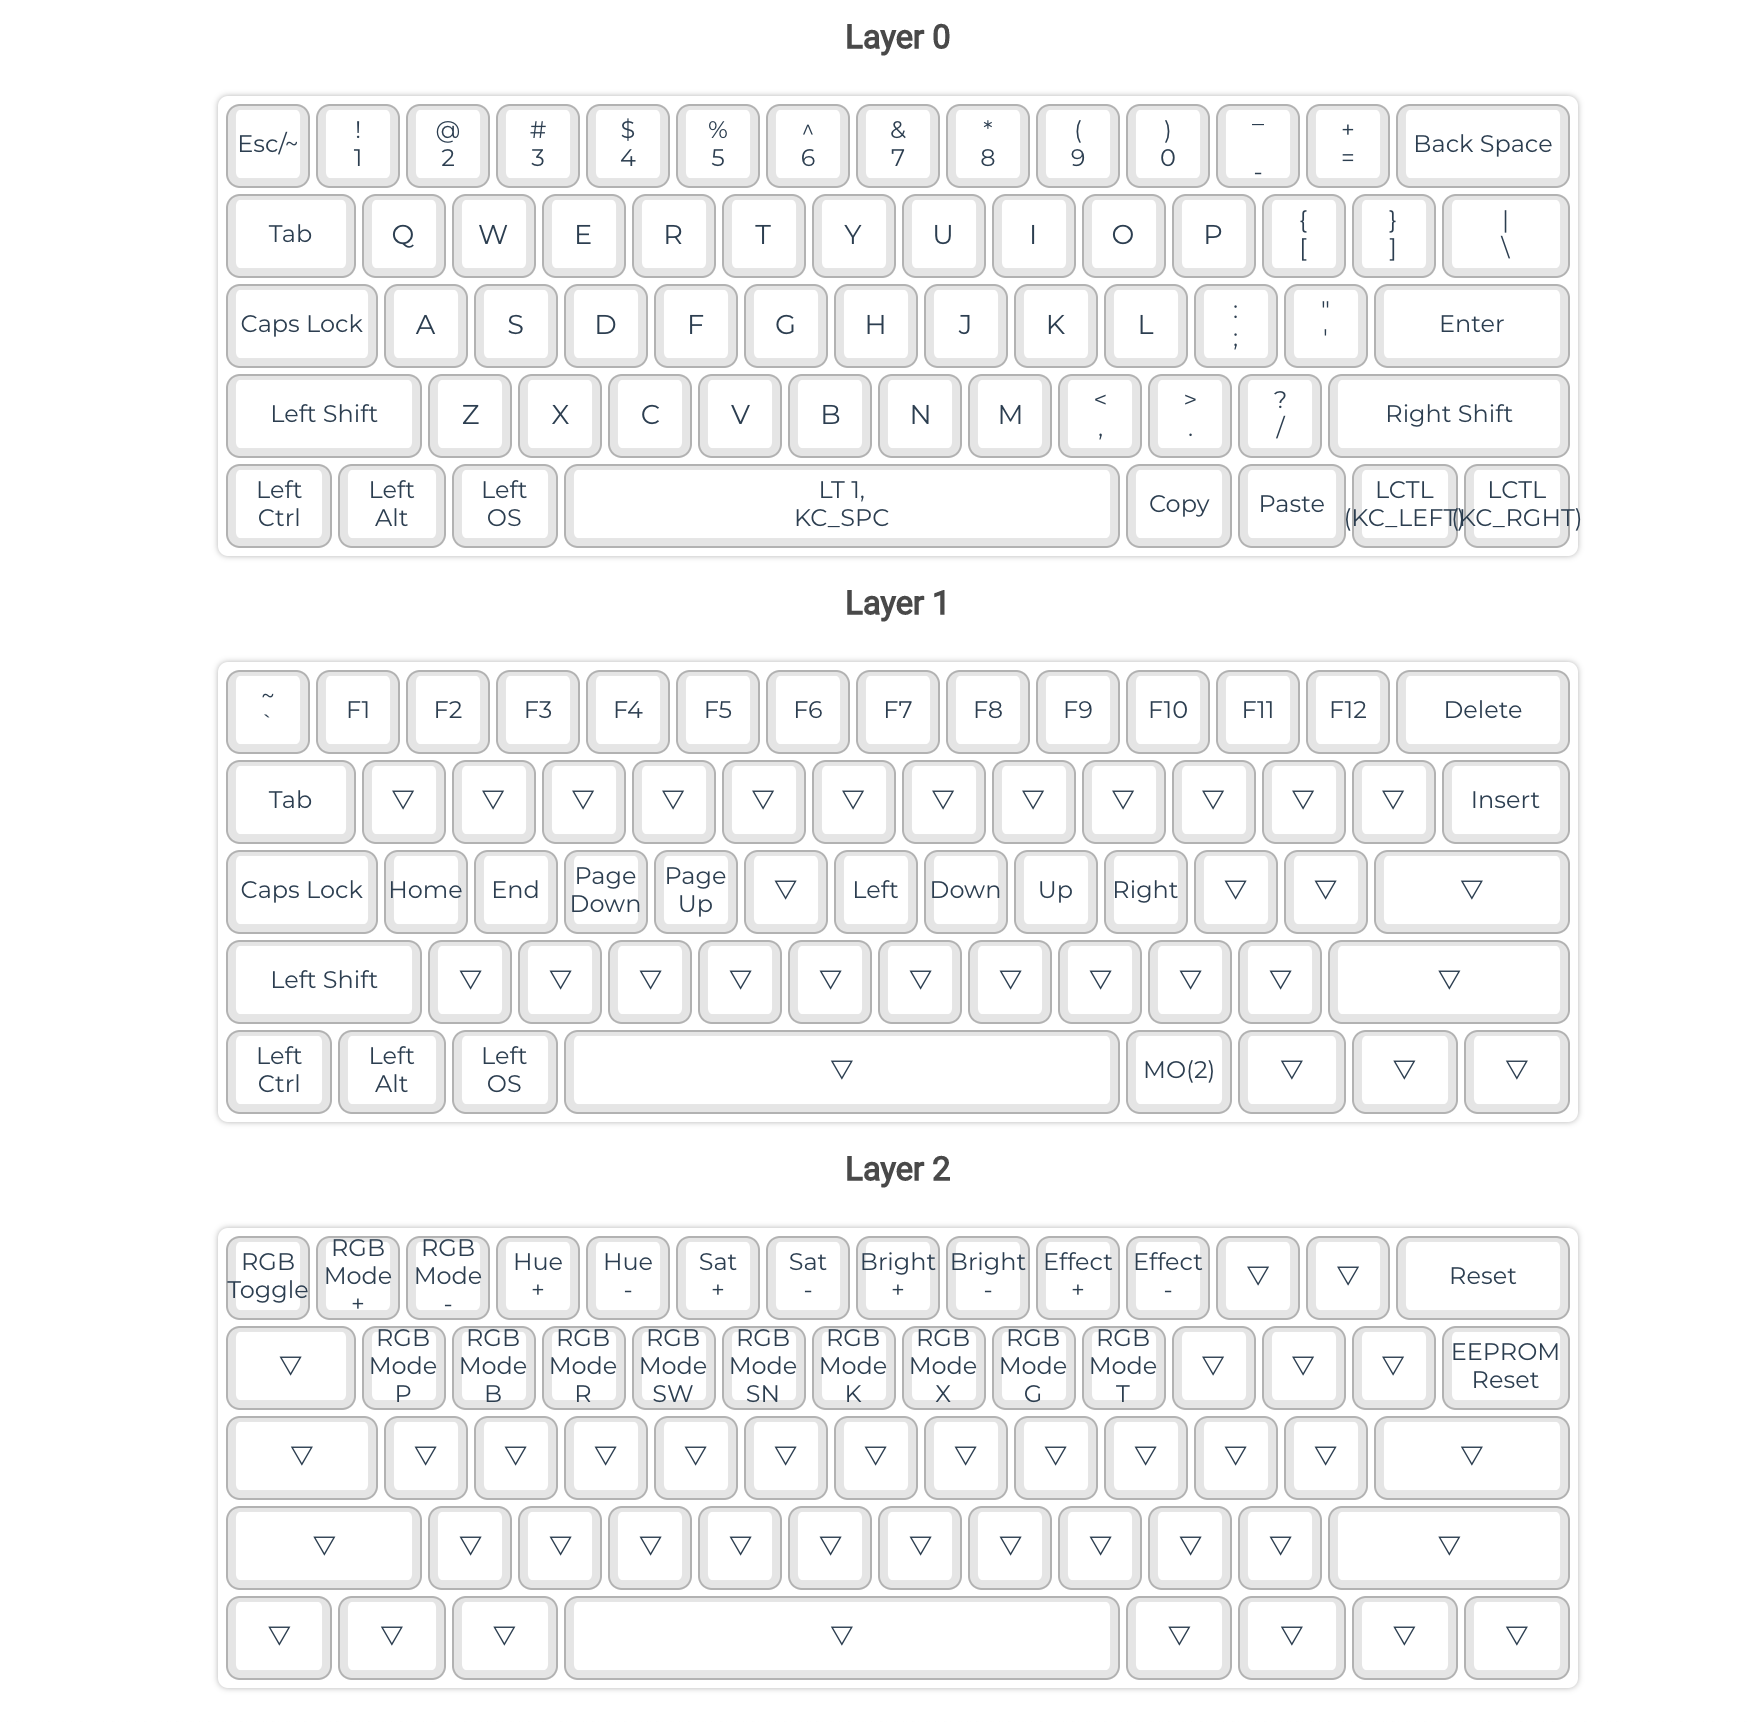 Layer 0
Esc/~ ! 1 @ 2 # 3 $ 4 % 5 ^ 6 & 7 * 8 ( 9 ) 0 _ - + = Back Space
Tab Q W E R T Y U I O P { [ } ] | \
Caps Lock A S D F G H J K L : ; " ' Enter
Left Shift Z X C V B N M < , > . ? / Right Shift
Left Ctrl Left Alt Left OS LT 1, KC_SPC Copy Paste LCTL (KC_LEFT) LCTL (KC_RGHT)
Layer 1
~ ` F1 F2 F3 F4 F5 F6 F7 F8 F9 F10 F11 F12 Delete
Tab ▽ ▽ ▽ ▽ ▽ ▽ ▽ ▽ ▽ ▽ ▽ ▽ Insert
Caps Lock Home End Page Down Page Up ▽ Left Down Up Right ▽ ▽ ▽
Left Shift ▽ ▽ ▽ ▽ ▽ ▽ ▽ ▽ ▽ ▽ ▽
Left Ctrl Left Alt Left OS ▽ MO(2) ▽ ▽ ▽
Layer 2
RGB Toggle RGB Mode + RGB Mode - Hue + Hue - Sat + Sat - Bright + Bright - Effect + Effect - ▽ ▽ Reset
▽ RGB Mode P RGB Mode B RGB Mode R RGB Mode SW RGB Mode SN RGB Mode K RGB Mode X RGB Mode G RGB Mode T ▽ ▽ ▽ EEPROM Reset
▽ ▽ ▽ ▽ ▽ ▽ ▽ ▽ ▽ ▽ ▽ ▽ ▽
▽ ▽ ▽ ▽ ▽ ▽ ▽ ▽ ▽ ▽ ▽ ▽
▽ ▽ ▽ ▽ ▽ ▽ ▽ ▽